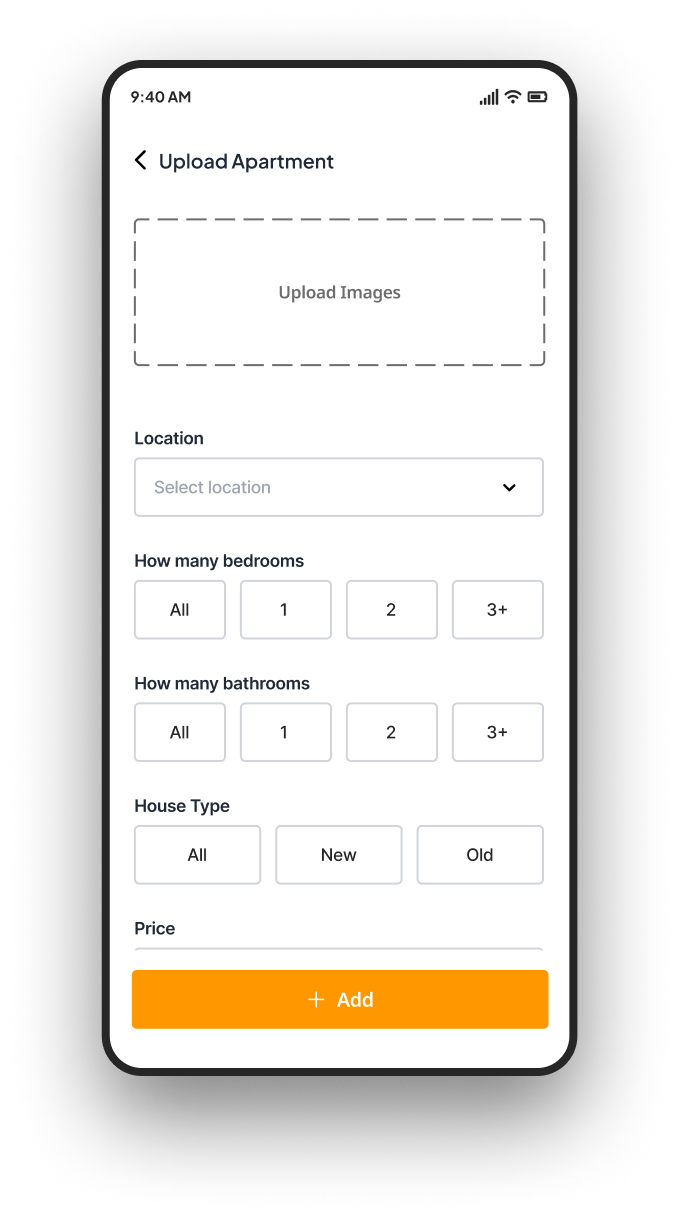 9:40 AM
Upload Apartment
Upload Images
Location
Select location
How many bedrooms
All 1 2 3+
How many bathrooms
All 1 2 3+
House Type
All New Old
Price
+ Add